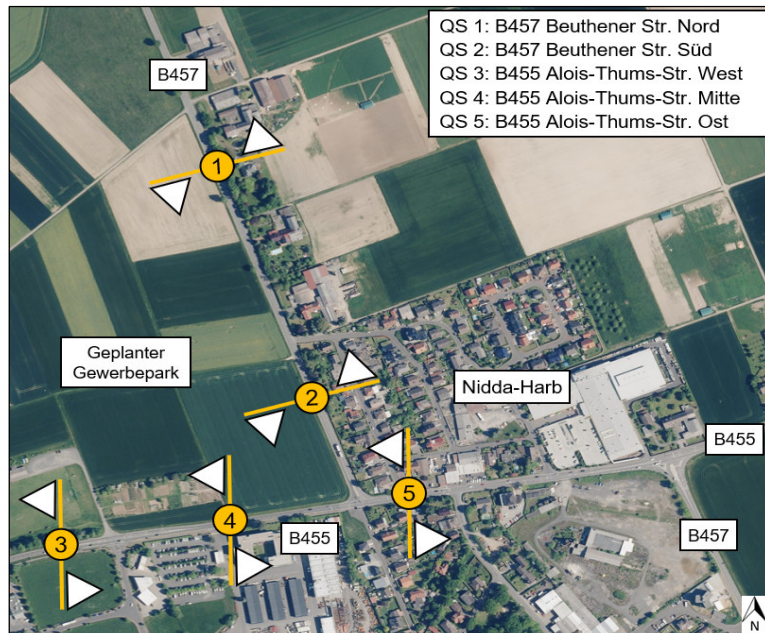 QS 1: B457 Beuthener Str. Nord
QS 2: B457 Beuthener Str. Süd
QS 3: B455 Alois-Thums-Str. West
QS 4: B455 Alois-Thums-Str. Mitte
QS 5: B455 Alois-Thums-Str. Ost
B457
1
Geplanter
Gewerbepark
2
Nidda-Harb
B455
5
4
3
B455
B457
N